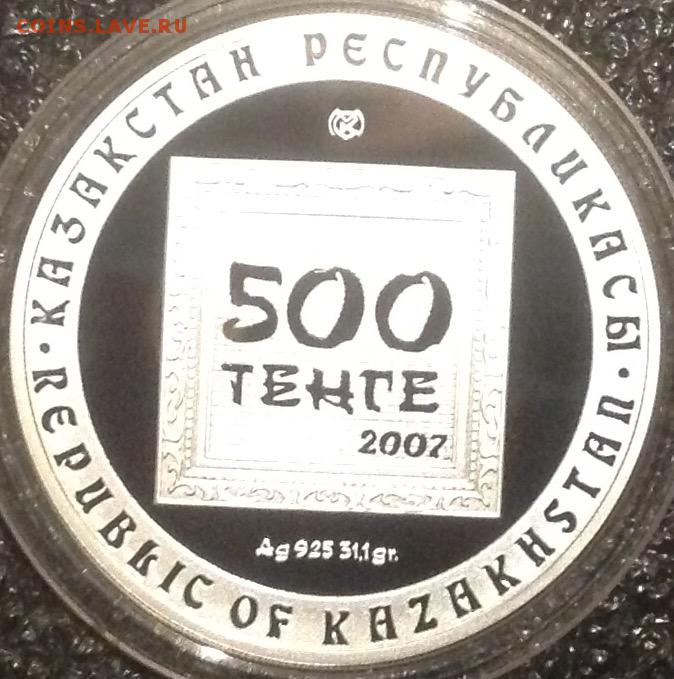 COINS.LAVE.RU
ҚАЗАҚСТАН РЕСПУБЛИКАСЫ
500
ТЕҢГЕ
2007
Ag 925 31,1 gr.
REPUBLIC OF KAZAKHSTAN